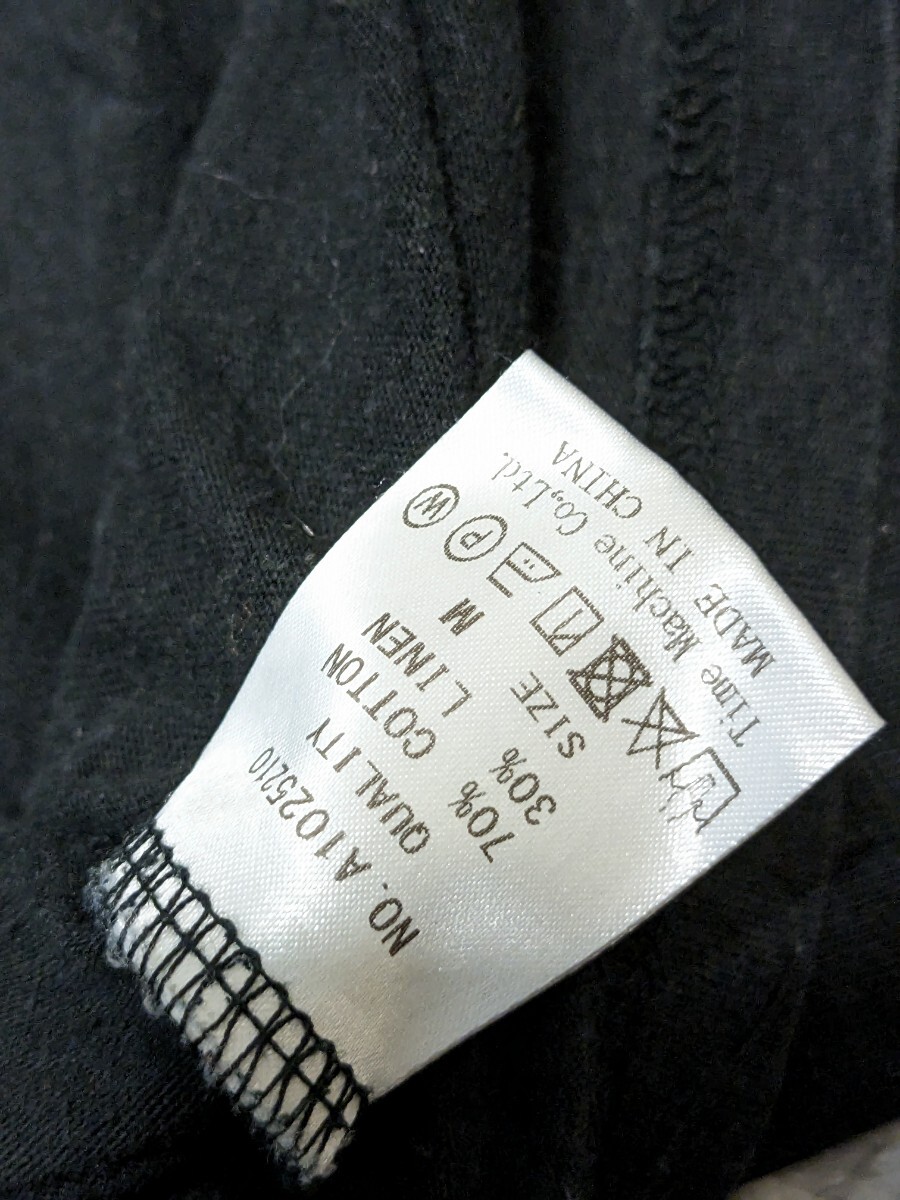 NO. A1025210
QUALITY
70% COTTON
30% LINEN
SIZE M
P W
Time Machine Co.,Ltd.
MADE IN CHINA